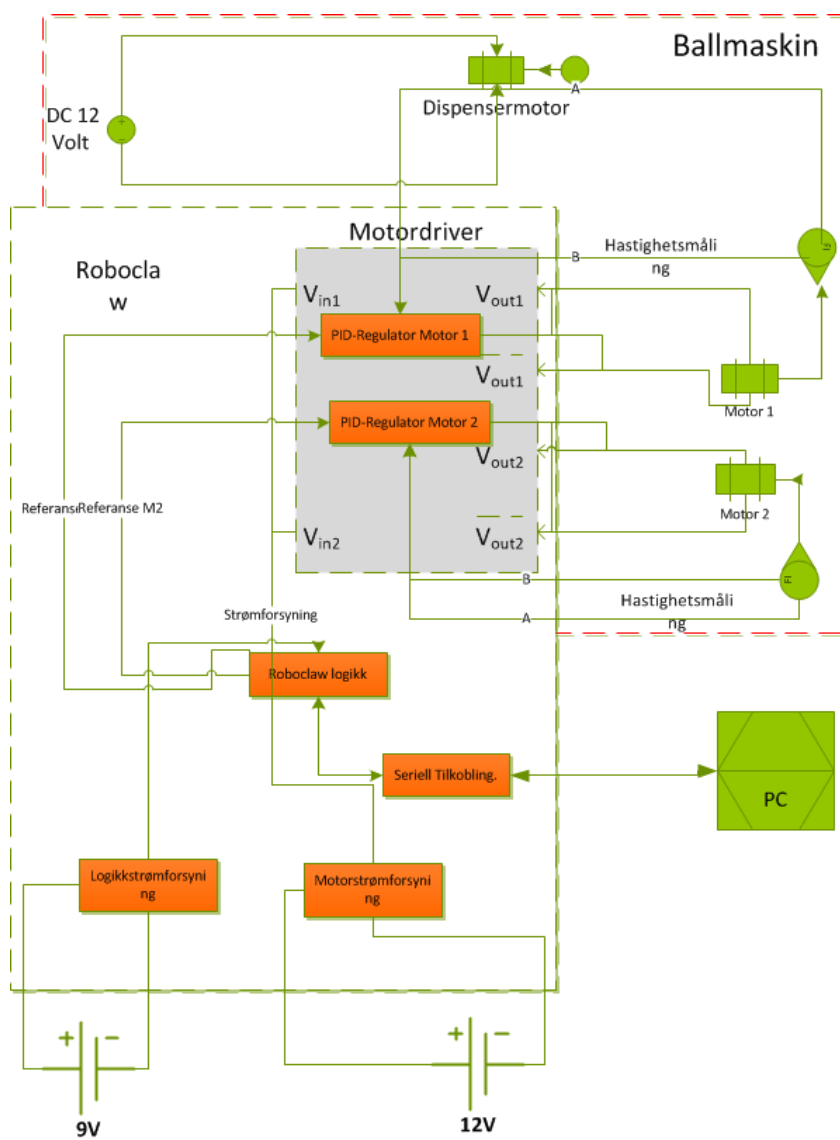 Ballmaskin
DC 12
Volt
+
−
A
Dispensermotor
Motordriver
Robocla
w
Hastighetsmåli
ng
B
Vin1
Vout1
PID-Regulator Motor 1
Vout1
Motor 1
PID-Regulator Motor 2
Vout2
Motor 2
Referanse M2
Vin2
Vout2
B
A
Hastighetsmåli
ng
Strømforsyning
Roboclaw logikk
Seriell Tilkobling.
PC
Logikkstrømforsyni
ng
Motorstrømforsyni
ng
+ −
9V
+ −
12V